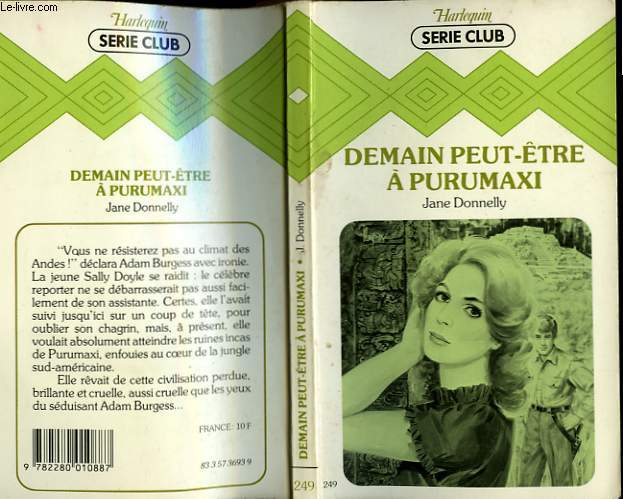 Le-livre.com
Harlequin
SERIE CLUB
DEMAIN PEUT-ÊTRE
À PURUMAXI
Jane Donnelly
"Vous ne résisterez pas au climat des
Andes !" déclara Adam Burgess avec ironie.
La jeune Sally Doyle se raidit : le célèbre
reporter ne se débarrasserait pas aussi faci-
lement de son assistante. Certes, elle l'avait
suivi jusqu'ici sur un coup de tête, pour
oublier son chagrin, mais, à présent, elle
voulait absolument atteindre les ruines incas
de Purumaxi, enfouies au cœur de la jungle
sud-américaine.
Elle rêvait de cette civilisation perdue,
brillante et cruelle, aussi cruelle que les yeux
du séduisant Adam Burgess...
FRANCE : 10 F
9 782280 010887
83 3 57 3693 9
DEMAIN PEUT-ÊTRE À PURUMAXI • J. Donnelly
249
Harlequin
SERIE CLUB
DEMAIN PEUT-ÊTRE
À PURUMAXI
Jane Donnelly
249